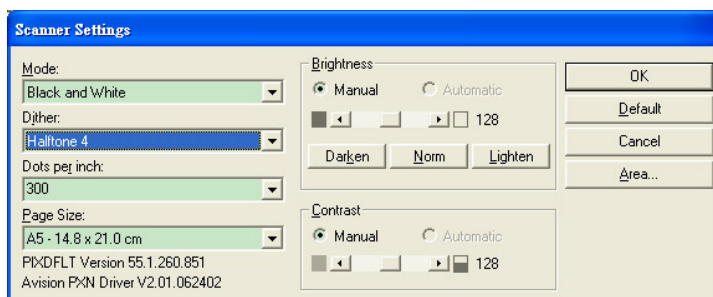 Scanner Settings
Mode:
Black and White
Dither:
Halftone 4
Dots per inch:
300
Page Size:
A5 - 14.8 x 21.0 cm
PIXDFLT Version 55.1.260.851
Avision PXN Driver V2.01.062402
Brightness
Manual Automatic
128
Darken Norm Lighten
Contrast
Manual Automatic
128
OK
Default
Cancel
Area...